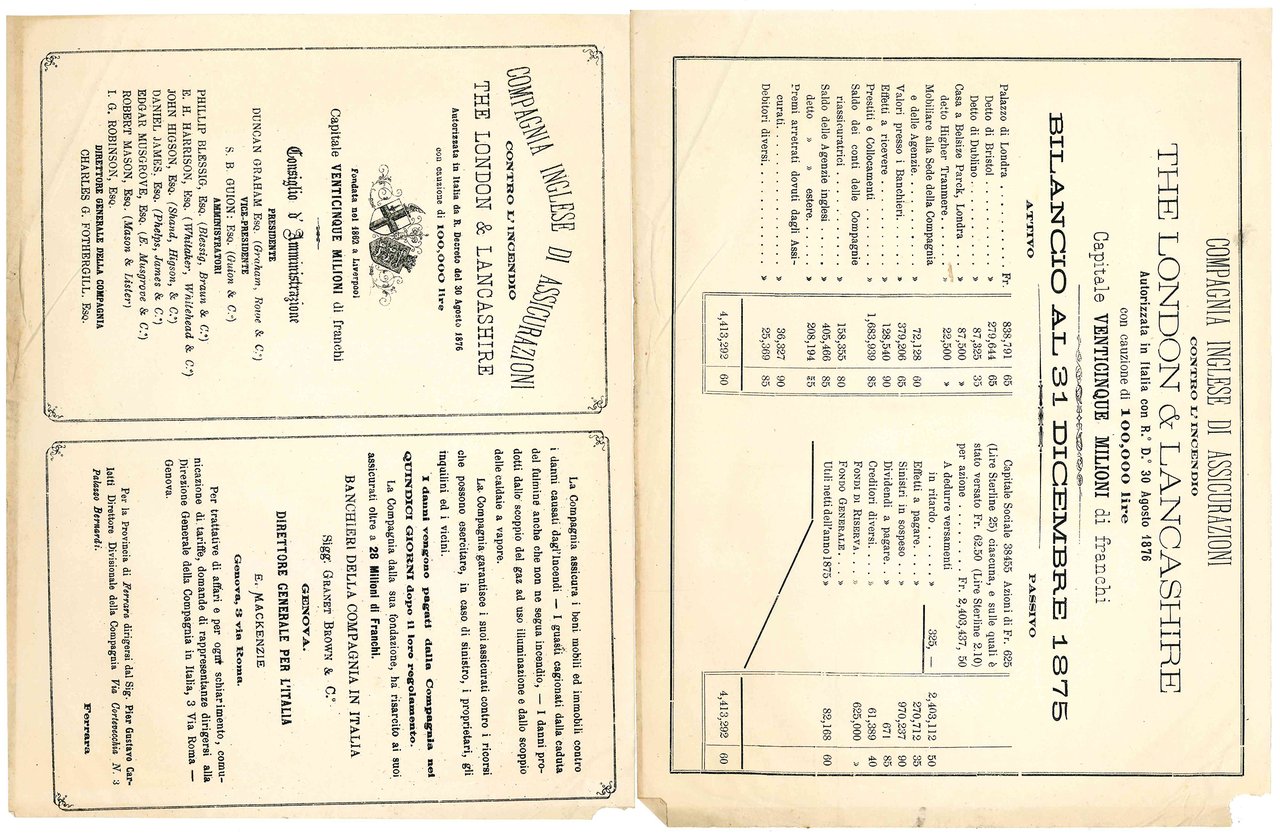 COMPAGNIA INGLESE DI ASSICURAZIONI
CONTRO L'INCENDIO
THE LONDON & LANCASHIRE
Autorizzata in Italia con R.° D.° 30 Agosto 1876
con cauzione di 100,000 lire
Capitale VENTICINQUE MILIONI di franchi
BILANCIO AL 31 DICEMBRE 1875
ATTIVO
Palazzo di Londra . . . . Fr. 838,791 65
Detto di Bristol . . . . » 279,644 65
Detto di Dublino. . . . . » 87,325 35
Casa a Belsize Parck, Londra » 87,500 »
detto Higher Tranmere. . » 22,500 »
Mobiliare alla Sede della Compagnia
e delle Agenzie. . . . . » 72,128 60
Valori presso i Banchieri. . . » 379,206 65
Effetti a ricevere . . . . . » 128,540 90
Prestiti e Collocamenti . . . » 1,683,939 85
Saldo dei conti delle Compagnie
riassicuratrici . . . . . » 158,355 80
Saldo delle Agenzie inglesi . . » 405,466 85
detto » » estere. . . » 208,194 25
Premi arretrati dovuti dagli Assi-
curati. . . . . . . . » 36,327 90
Debitori diversi. . . . . . » 25,369 85
4,413,292 60
PASSIVO
Capitale Sociale 38455 Azioni di Fr. 625
(Lire Sterline 25) ciascuna, e sulle quali è
stato versato Fr. 62.50 (Lire Sterline 2.10)
per azione . . . . . . . Fr. 2,403,437, 50
A dedurre versamenti
in ritardo. . . . . . » 325, — 2,403,112 50
Effetti a pagare. . . . » 270,712 35
Sinistri in sospeso . . . » 970,237 90
Dividendi a pagare. . . » 671 85
Creditori diversi. . . . » 61,389 40
FONDI DI RISERVA. . . »
FONDO GENERALE. . . » 625,000 »
Utili netti dell'anno 1875 » 82,168 60
4,413,292 60
COMPAGNIA INGLESE DI ASSICURAZIONI
CONTRO L'INCENDIO
THE LONDON & LANCASHIRE
Autorizzata in Italia da R. Decreto del 30 Agosto 1876
con cauzione di 100,000 lire
Fondata nel 1862 a Liverpool
Capitale VENTICINQUE MILIONI di franchi
Consiglio d'Amministrazione
PRESIDENTE
DUNCAN GRAHAM Esq. (Graham, Rowe & C.°)
VICE-PRESIDENTE
S. B. GUION: Esq. (Guion & C.°)
AMMINISTRATORI
PHILLIP BLESSIG, Esq. (Blessig, Braun & C.°)
E. H. HARRISON, Esq. (Whitaker, Whitehead & C.°)
JOHN HIGSON, Esq. (Shand, Higson, & C.°)
DANIEL JAMES, Esq. (Phelps, James & C.°)
EDGAR MUSGROVE, Esq. (E. Musgrove & C.°)
ROBERT MASON, Esq. (Mason & Lister)
I. G. ROBINSON, Esq.
DIRETTORE GENERALE DELLA COMPAGNIA
CHARLES G. FOTHERGILL, Esq.
La Compagnia assicura i beni mobili ed immobili contro
i danni causati dagl'Incendi — I guasti cagionati dalla caduta
del fulmine anche che non ne segua incendio, — I danni pro-
dotti dallo scoppio del gaz ad uso illuminazione e dallo scoppio
delle caldaie a vapore.
La Compagnia garantisce i suoi assicurati contro i ricorsi
che possono esercitare, in caso di sinistro, i proprietari, gli
inquilini ed i vicini.
I danni vengono pagati dalla Compagnia nei
QUINDICI GIORNI dopo il loro regolamento.
La Compagnia dalla sua fondazione, ha risarcito ai suoi
assicurati oltre a 28 Milioni di Franchi.
BANCHIERI DELLA COMPAGNIA IN ITALIA
Sigg. GRANET BROWN & C.°
GENOVA.
DIRETTORE GENERALE PER L'ITALIA
E. MACKENZIE
Genova, 3 via Roma.
Per trattative di affari e per ogni schiarimento, comu-
nicazione di tariffe, domande di rappresentanze dirigersi alla
Direzione Generale della Compagnia in Italia, 3 Via Roma —
Genova.
Per la Provincia di Ferrara dirigersi dal Sig. Pier Gustavo Car-
lotti Direttore Divisionale della Compagnia Via Cortevecchia N. 3
Palazzo Bernardi.
Ferrara